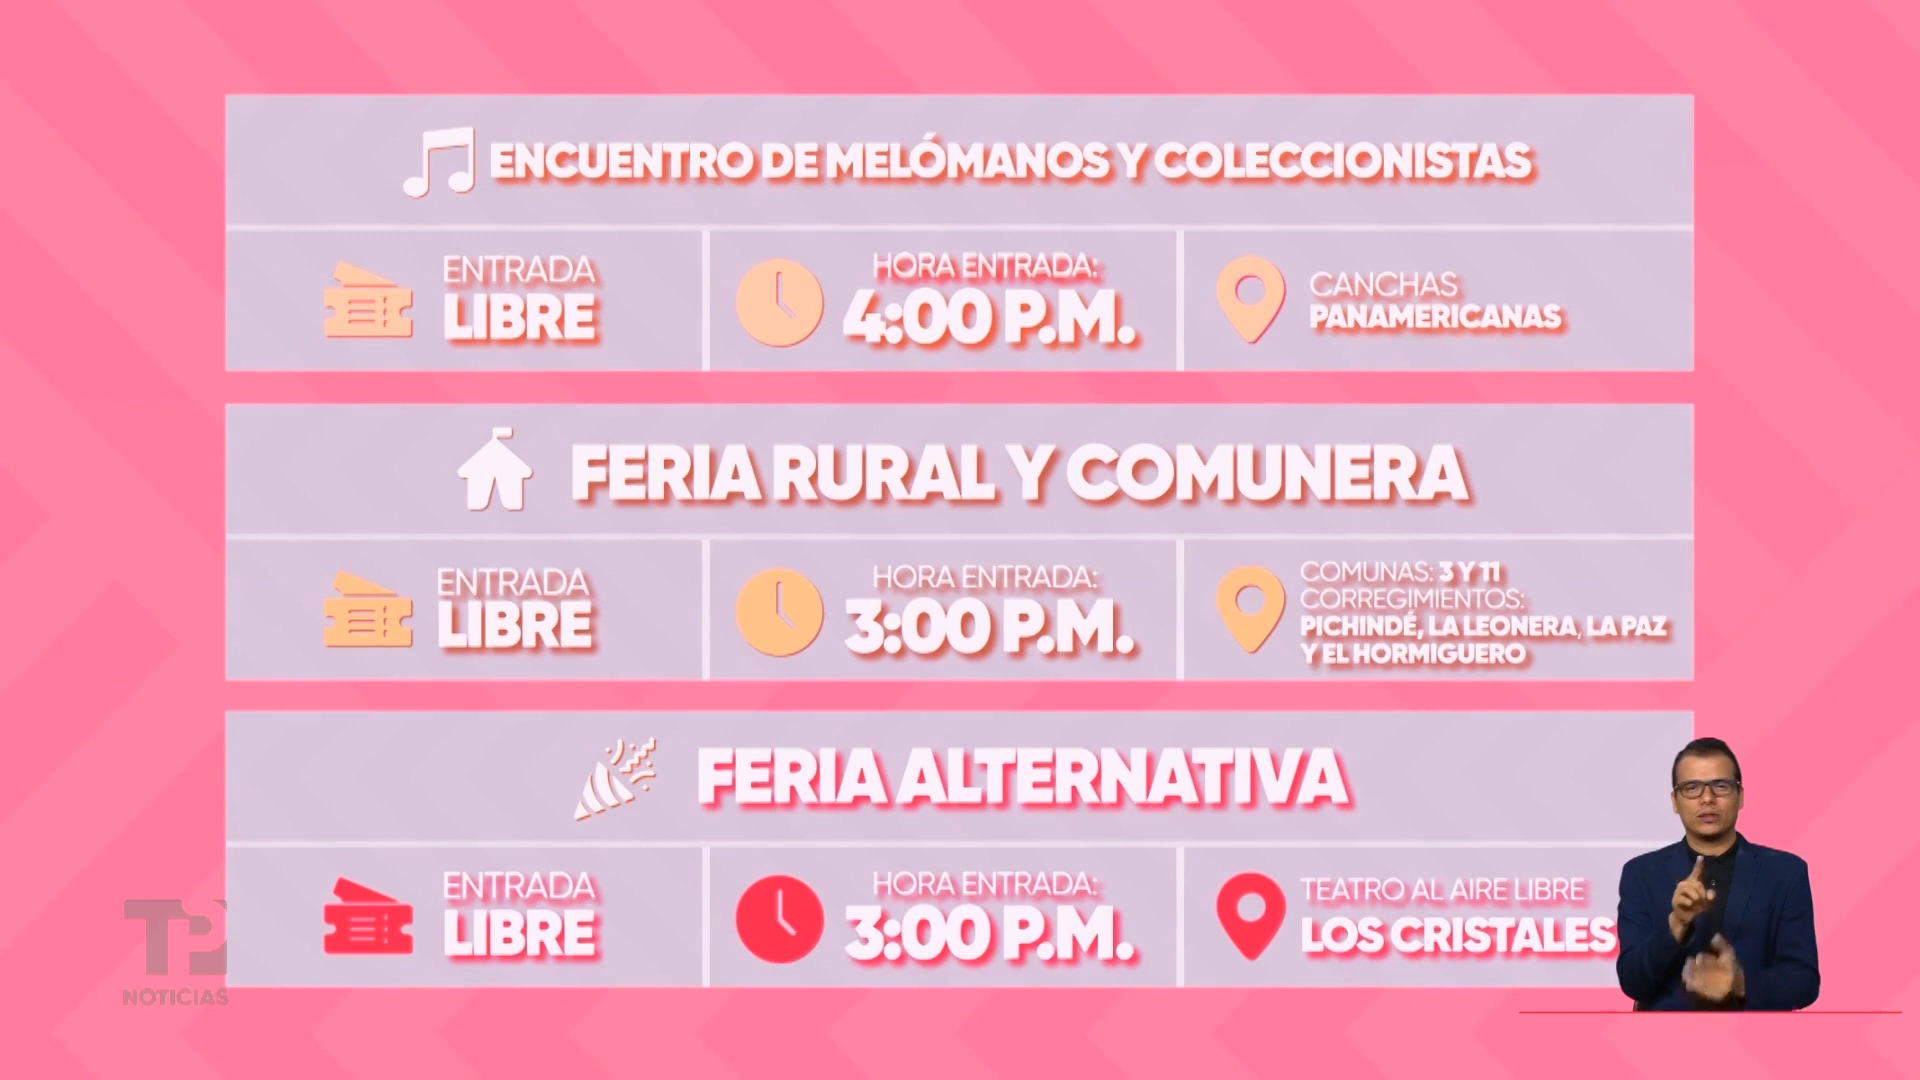 ENCUENTRO DE MELÓMANOS Y COLECCIONISTAS
ENTRADA
LIBRE
HORA ENTRADA:
4:00 P.M.
CANCHAS
PANAMERICANAS
FERIA RURAL Y COMUNERA
ENTRADA
LIBRE
HORA ENTRADA:
3:00 P.M.
COMUNAS: 3 Y 11
CORREGIMIENTOS:
PICHINDÉ, LA LEONERA, LA PAZ
Y EL HORMIGUERO
FERIA ALTERNATIVA
ENTRADA
LIBRE
HORA ENTRADA:
3:00 P.M.
TEATRO AL AIRE LIBRE
LOS CRISTALES
TP
NOTICIAS